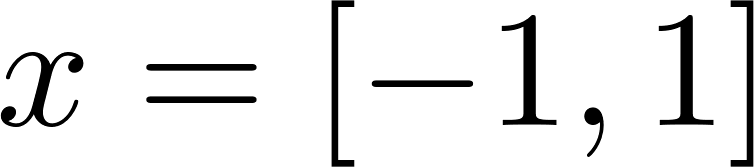 x = [−1, 1]